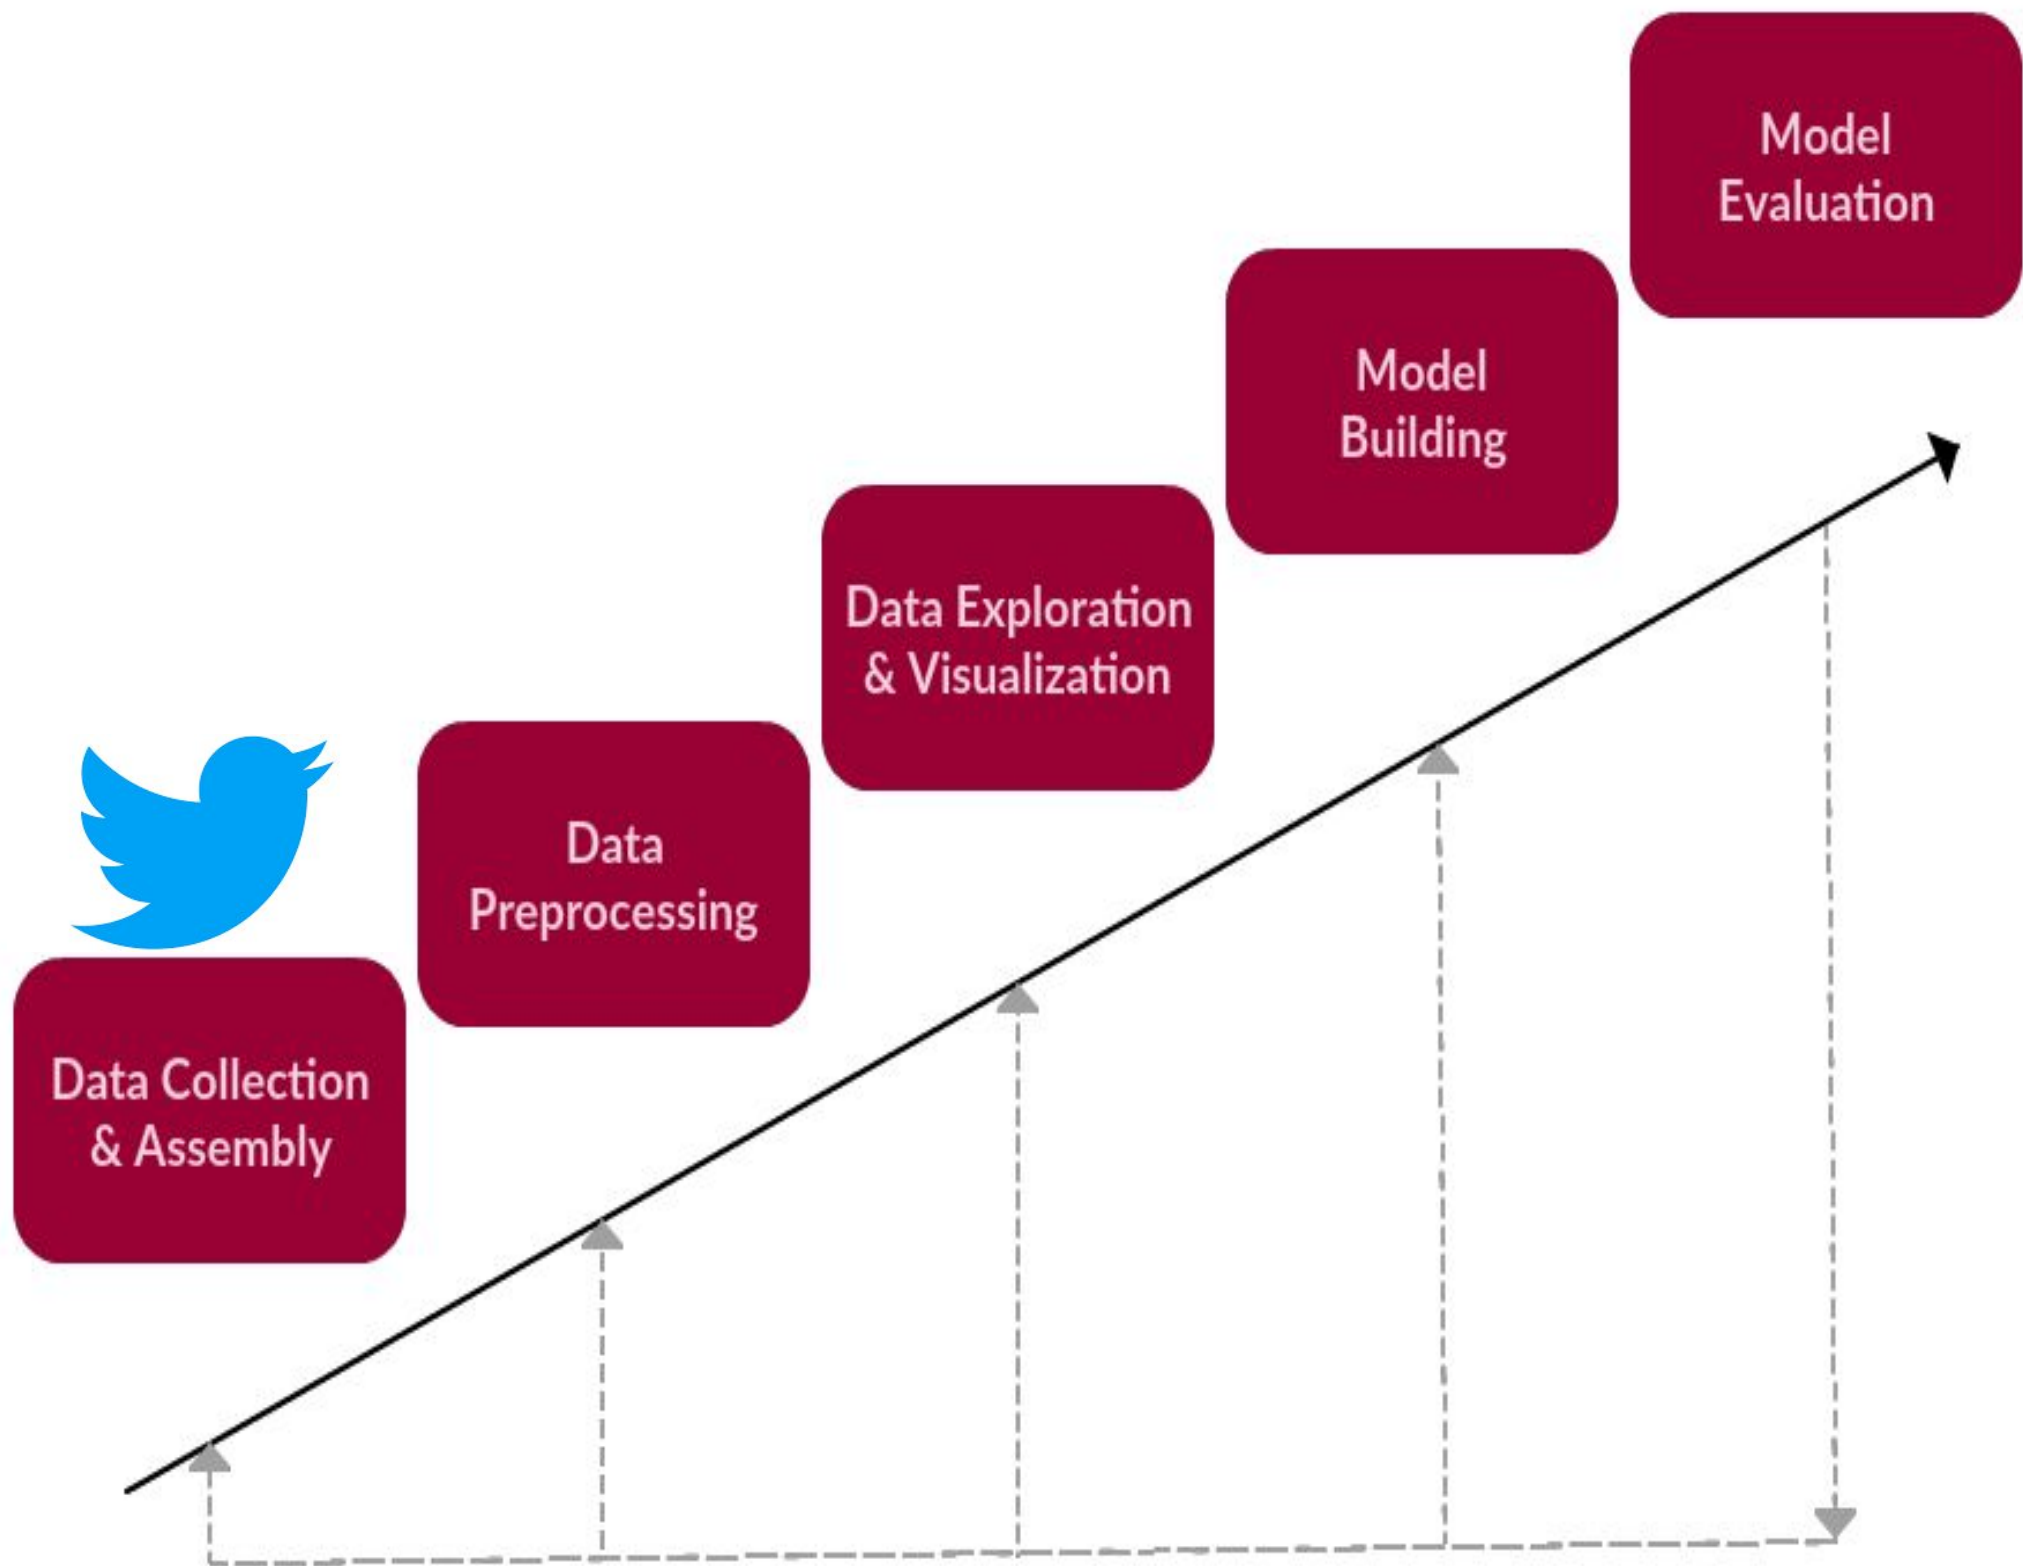 Data Collection
& Assembly
Data
Preprocessing
Data Exploration
& Visualization
Model
Building
Model
Evaluation